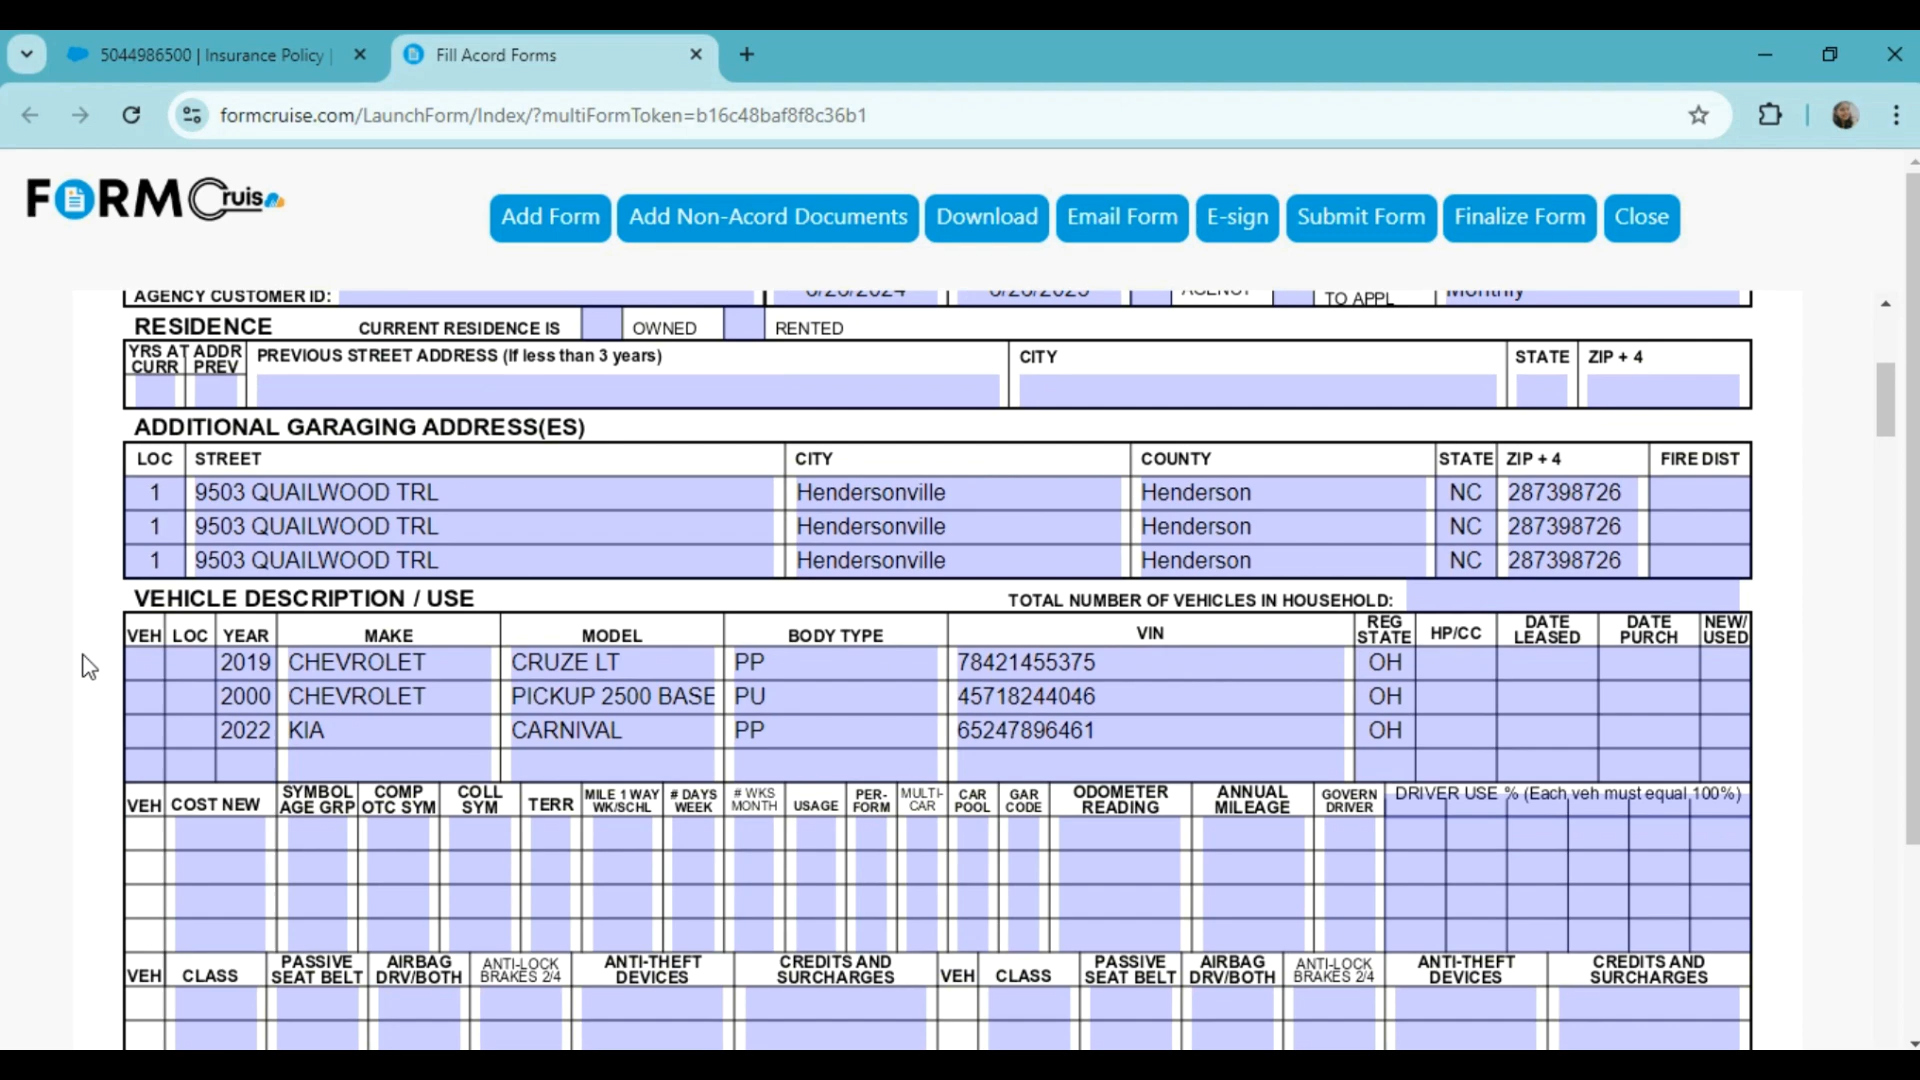 5044986500 | Insurance Policy |
Fill Acord Forms
formcruise.com/LaunchForm/Index/?multiFormToken=b16c48baf8f8c36b1
FORMCruise
Add Form Add Non-Acord Documents Download Email Form E-sign Submit Form Finalize Form Close
AGENCY CUSTOMER ID: 6/26/2024 6/26/2025 AGENCY TO APPL Monthly
RESIDENCE CURRENT RESIDENCE IS OWNED RENTED
YRS AT ADDR PREVIOUS STREET ADDRESS (If less than 3 years) CITY STATE ZIP + 4
CURR PREV
ADDITIONAL GARAGING ADDRESS(ES)
LOC STREET CITY COUNTY STATE ZIP + 4 FIRE DIST
1 9503 QUAILWOOD TRL Hendersonville Henderson NC 287398726
1 9503 QUAILWOOD TRL Hendersonville Henderson NC 287398726
1 9503 QUAILWOOD TRL Hendersonville Henderson NC 287398726
VEHICLE DESCRIPTION / USE TOTAL NUMBER OF VEHICLES IN HOUSEHOLD:
VEH LOC YEAR MAKE MODEL BODY TYPE VIN REG STATE HP/CC DATE LEASED DATE PURCH NEW/ USED
2019 CHEVROLET CRUZE LT PP 78421455375 OH
2000 CHEVROLET PICKUP 2500 BASE PU 45718244046 OH
2022 KIA CARNIVAL PP 65247896461 OH
VEH COST NEW SYMBOL AGE GRP COMP OTC SYM COLL SYM TERR MILE 1 WAY WK/SCHL # DAYS WEEK # WKS MONTH USAGE PER- FORM MULTI- CAR CAR POOL GAR CODE ODOMETER READING ANNUAL MILEAGE GOVERN DRIVER DRIVER USE % (Each veh must equal 100%)
VEH CLASS PASSIVE SEAT BELT AIRBAG DRV/BOTH ANTI-LOCK BRAKES 2/4 ANTI-THEFT DEVICES CREDITS AND SURCHARGES VEH CLASS PASSIVE SEAT BELT AIRBAG DRV/BOTH ANTI-LOCK BRAKES 2/4 ANTI-THEFT DEVICES CREDITS AND SURCHARGES